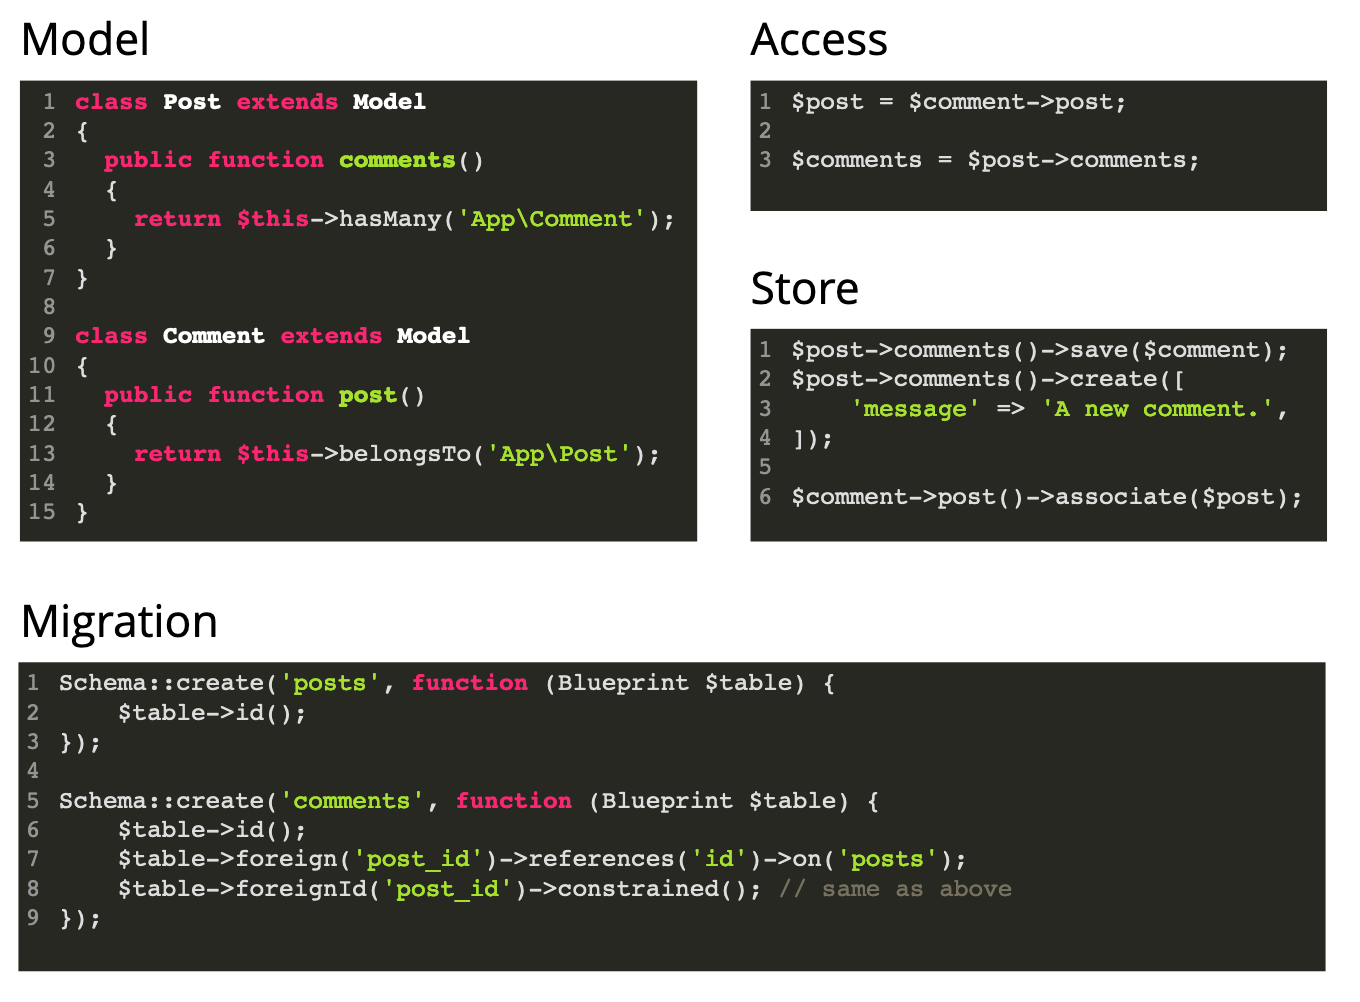 Model
1 class Post extends Model
2 {
3   public function comments()
4   {
5     return $this->hasMany('App\Comment');
6   }
7 }
8
9 class Comment extends Model
10 {
11   public function post()
12   {
13     return $this->belongsTo('App\Post');
14   }
15 }
Access
1 $post = $comment->post;
2
3 $comments = $post->comments;
Store
1 $post->comments()->save($comment);
2 $post->comments()->create([
3     'message' => 'A new comment.',
4 ]);
5
6 $comment->post()->associate($post);
Migration
1 Schema::create('posts', function (Blueprint $table) {
2     $table->id();
3 });
4
5 Schema::create('comments', function (Blueprint $table) {
6     $table->id();
7     $table->foreign('post_id')->references('id')->on('posts');
8     $table->foreignId('post_id')->constrained(); // same as above
9 });